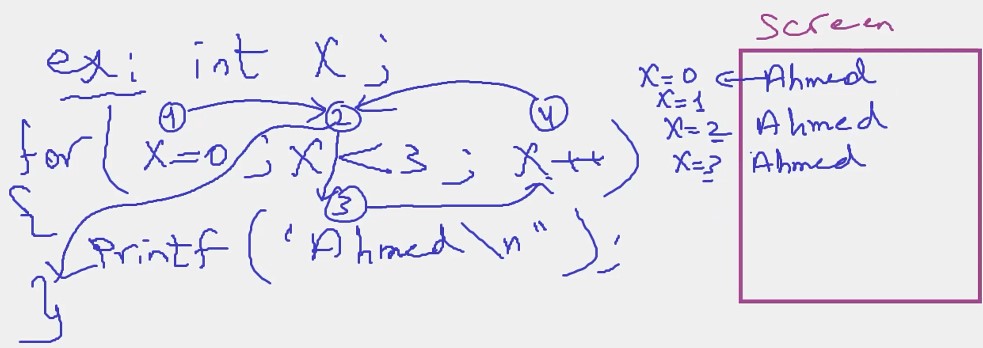 Screen
ex: int X;
1 2 4
for ( X=0 ; X < 3 ; X++ )
{ 3
Printf ("Ahmed\n");
}
X=0 ← Ahmed
X=1
X=2 Ahmed
X=3 Ahmed